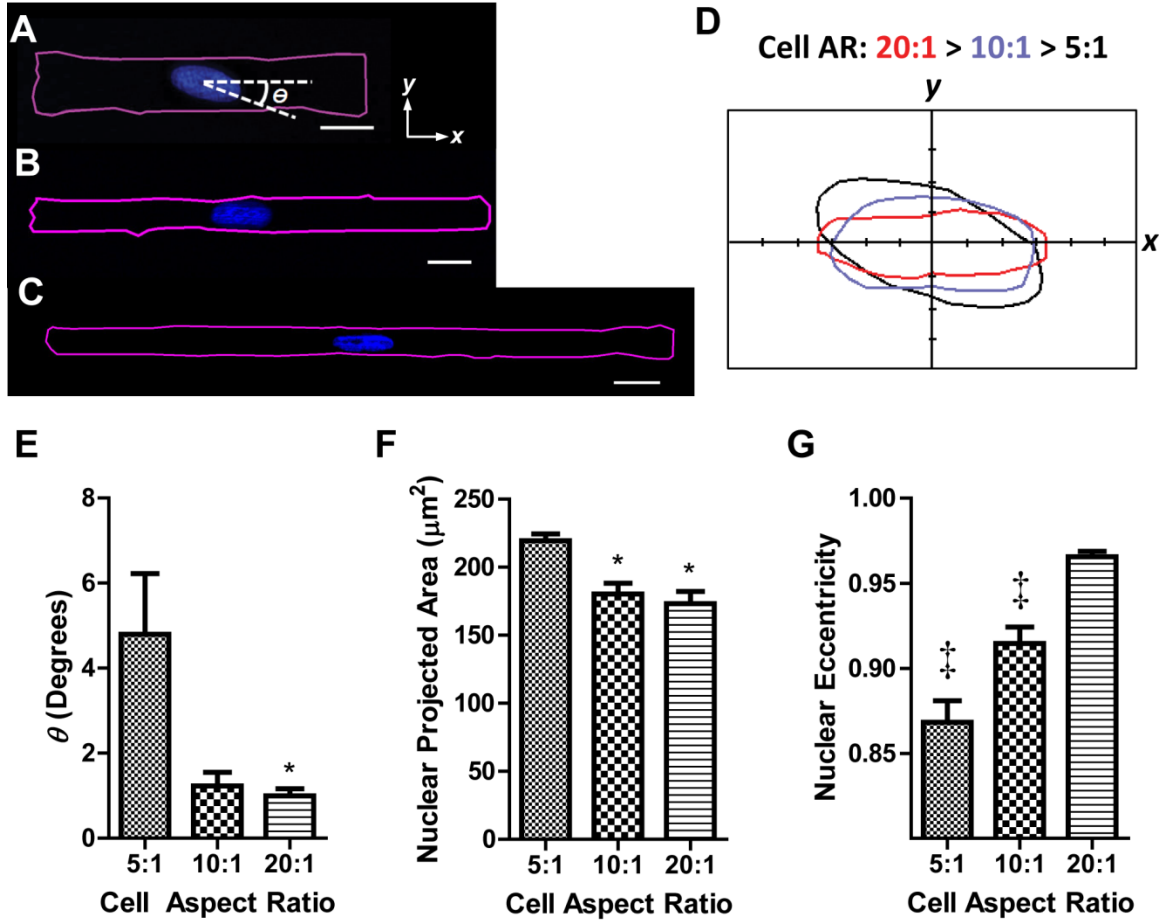 A
θ
y
x
B
C
D
Cell AR: 20:1 > 10:1 > 5:1
y
x
E
θ (Degrees)
8
6
4
2
0
*
5:1 10:1 20:1
Cell Aspect Ratio
F
Nuclear Projected Area (μm²)
250
200
150
100
50
0
* *
5:1 10:1 20:1
Cell Aspect Ratio
G
Nuclear Eccentricity
1.00
0.95
0.90
0.85
‡ ‡
5:1 10:1 20:1
Cell Aspect Ratio